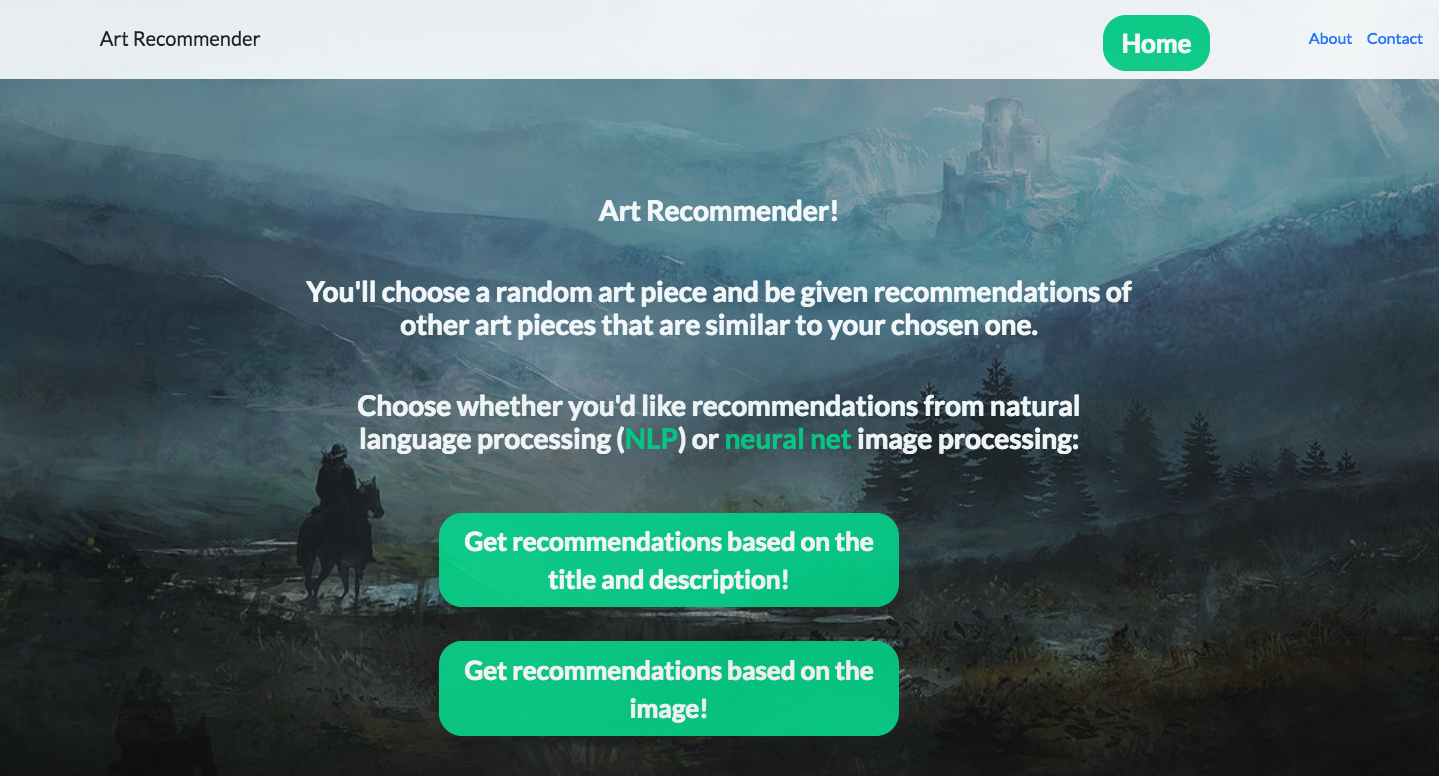 Art Recommender
Home
About
Contact
Art Recommender!
You'll choose a random art piece and be given recommendations of
other art pieces that are similar to your chosen one.
Choose whether you'd like recommendations from natural
language processing (NLP) or neural net image processing:
Get recommendations based on the
title and description!
Get recommendations based on the
image!